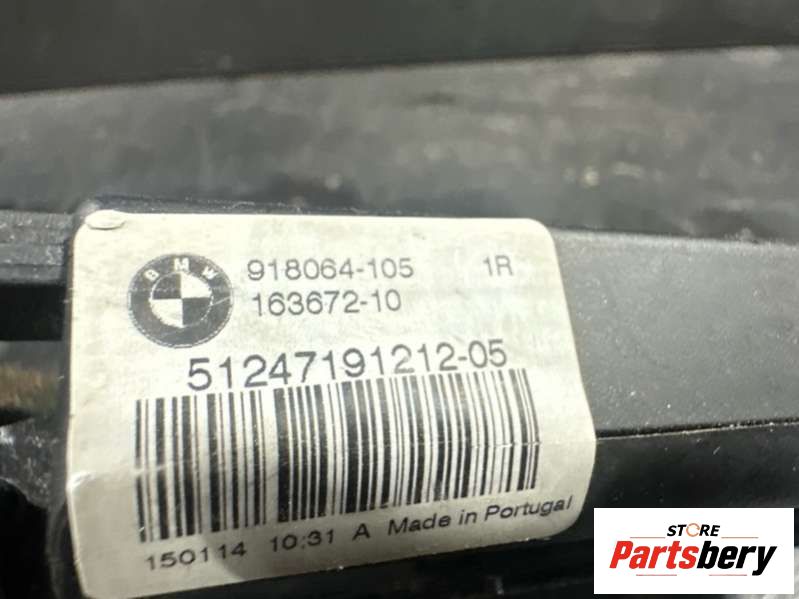 BMW
918064-105 1R
163672-10
51247191212-05
150114 10:31 A Made in Portugal
STORE
Partsbery